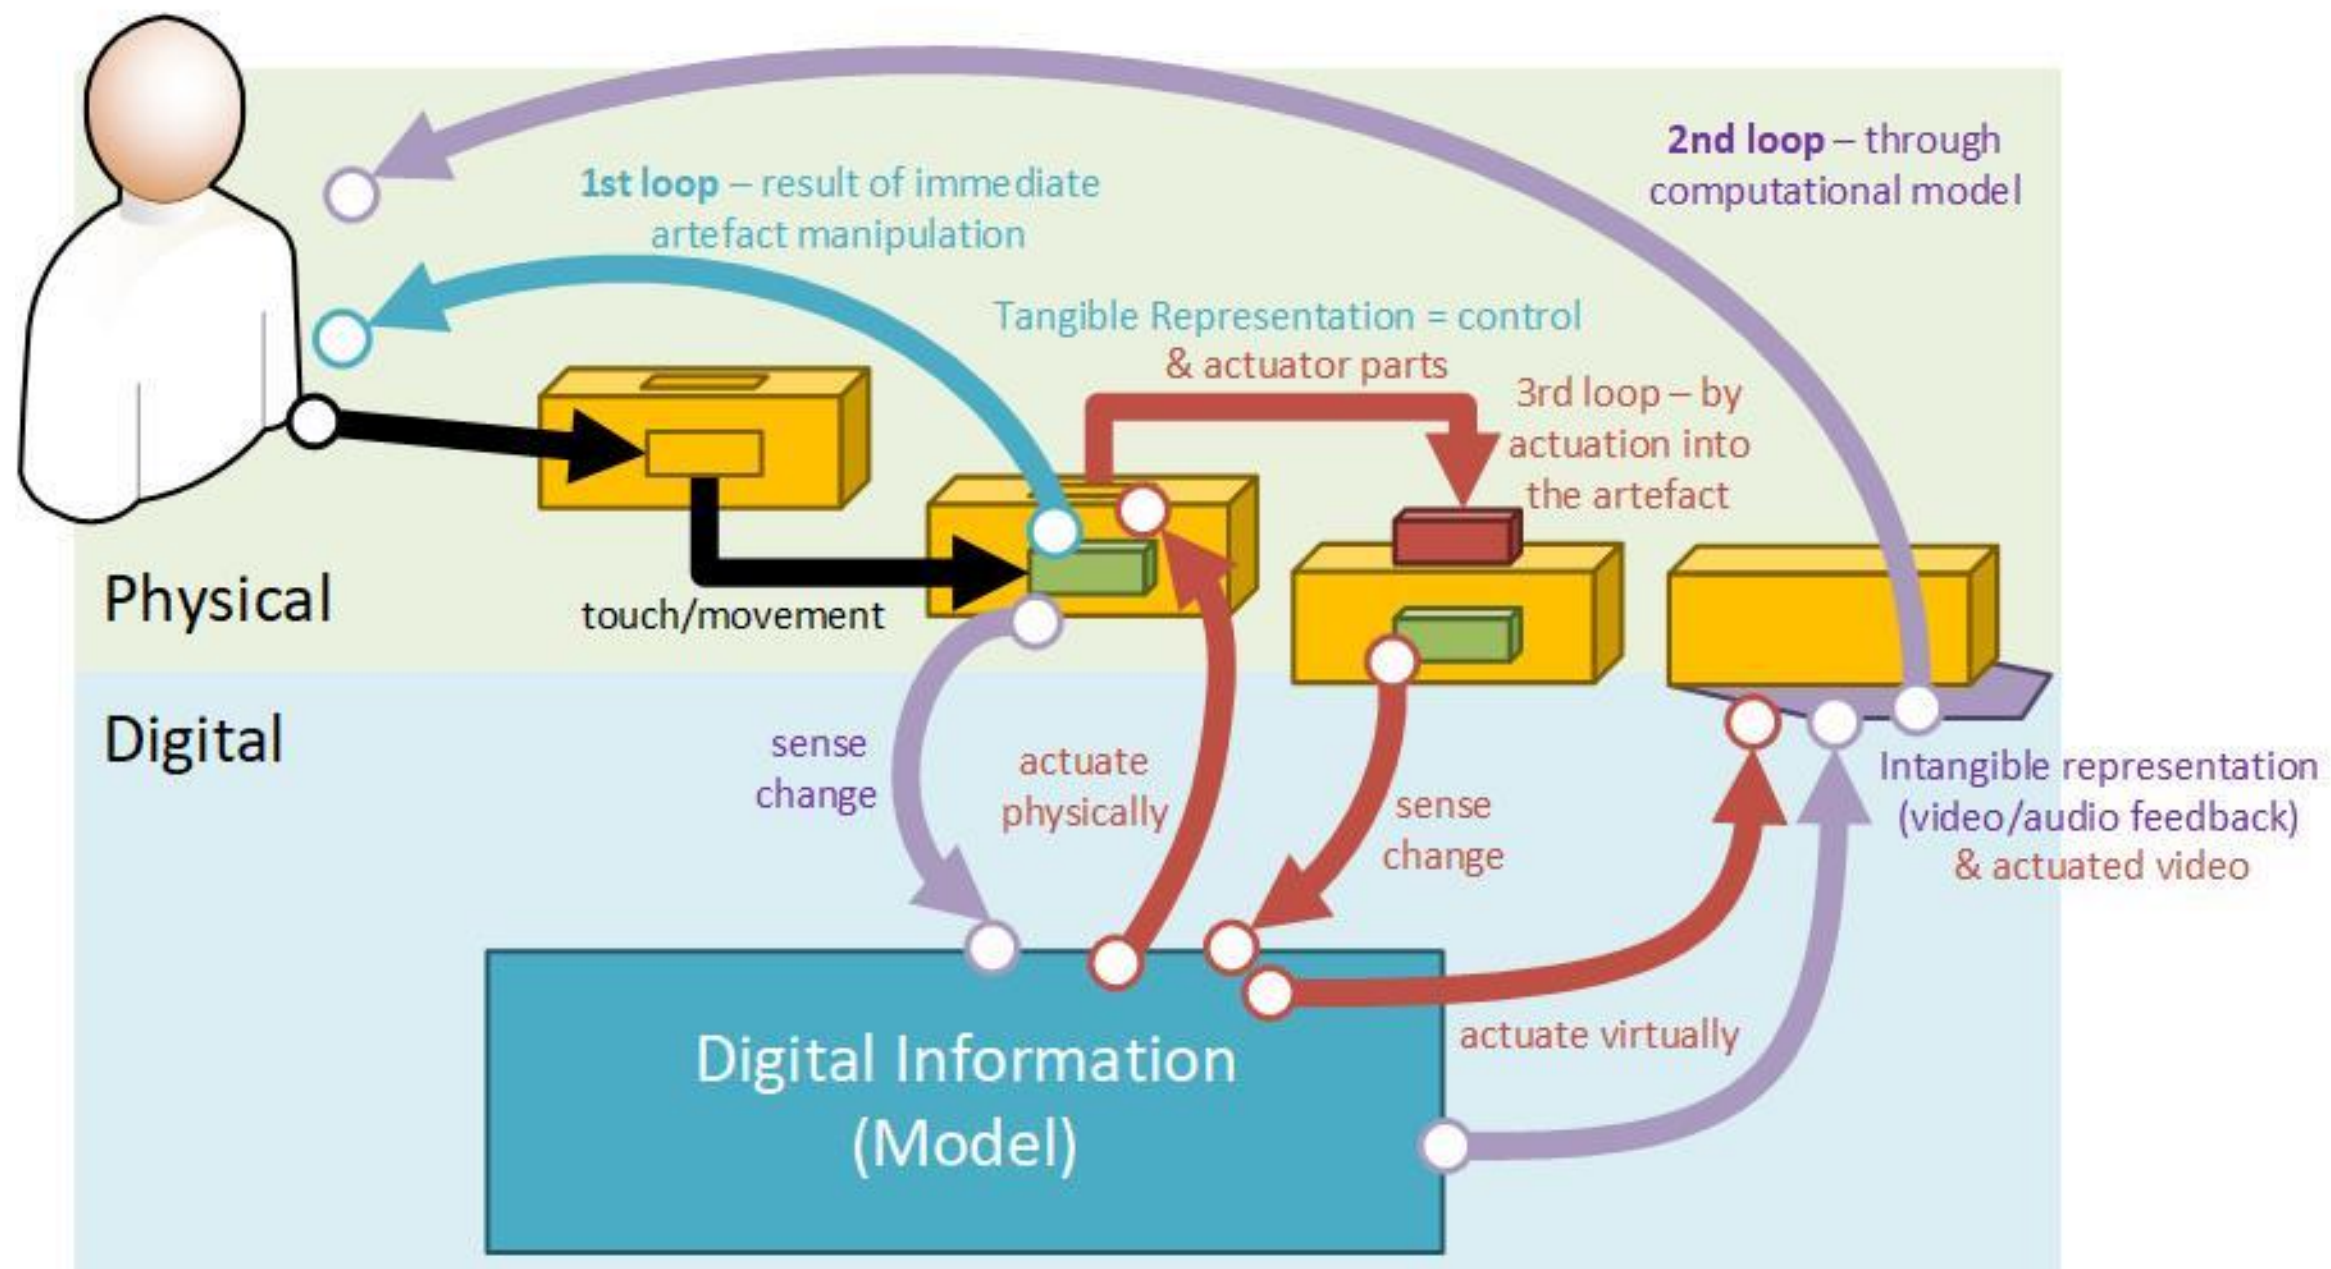 2nd loop – through
computational model
1st loop – result of immediate
artefact manipulation
Tangible Representation = control
& actuator parts
3rd loop – by
actuation into
the artefact
Physical
touch/movement
Digital
sense
change
actuate
physically
sense
change
Intangible representation
(video/audio feedback)
& actuated video
actuate virtually
Digital Information
(Model)